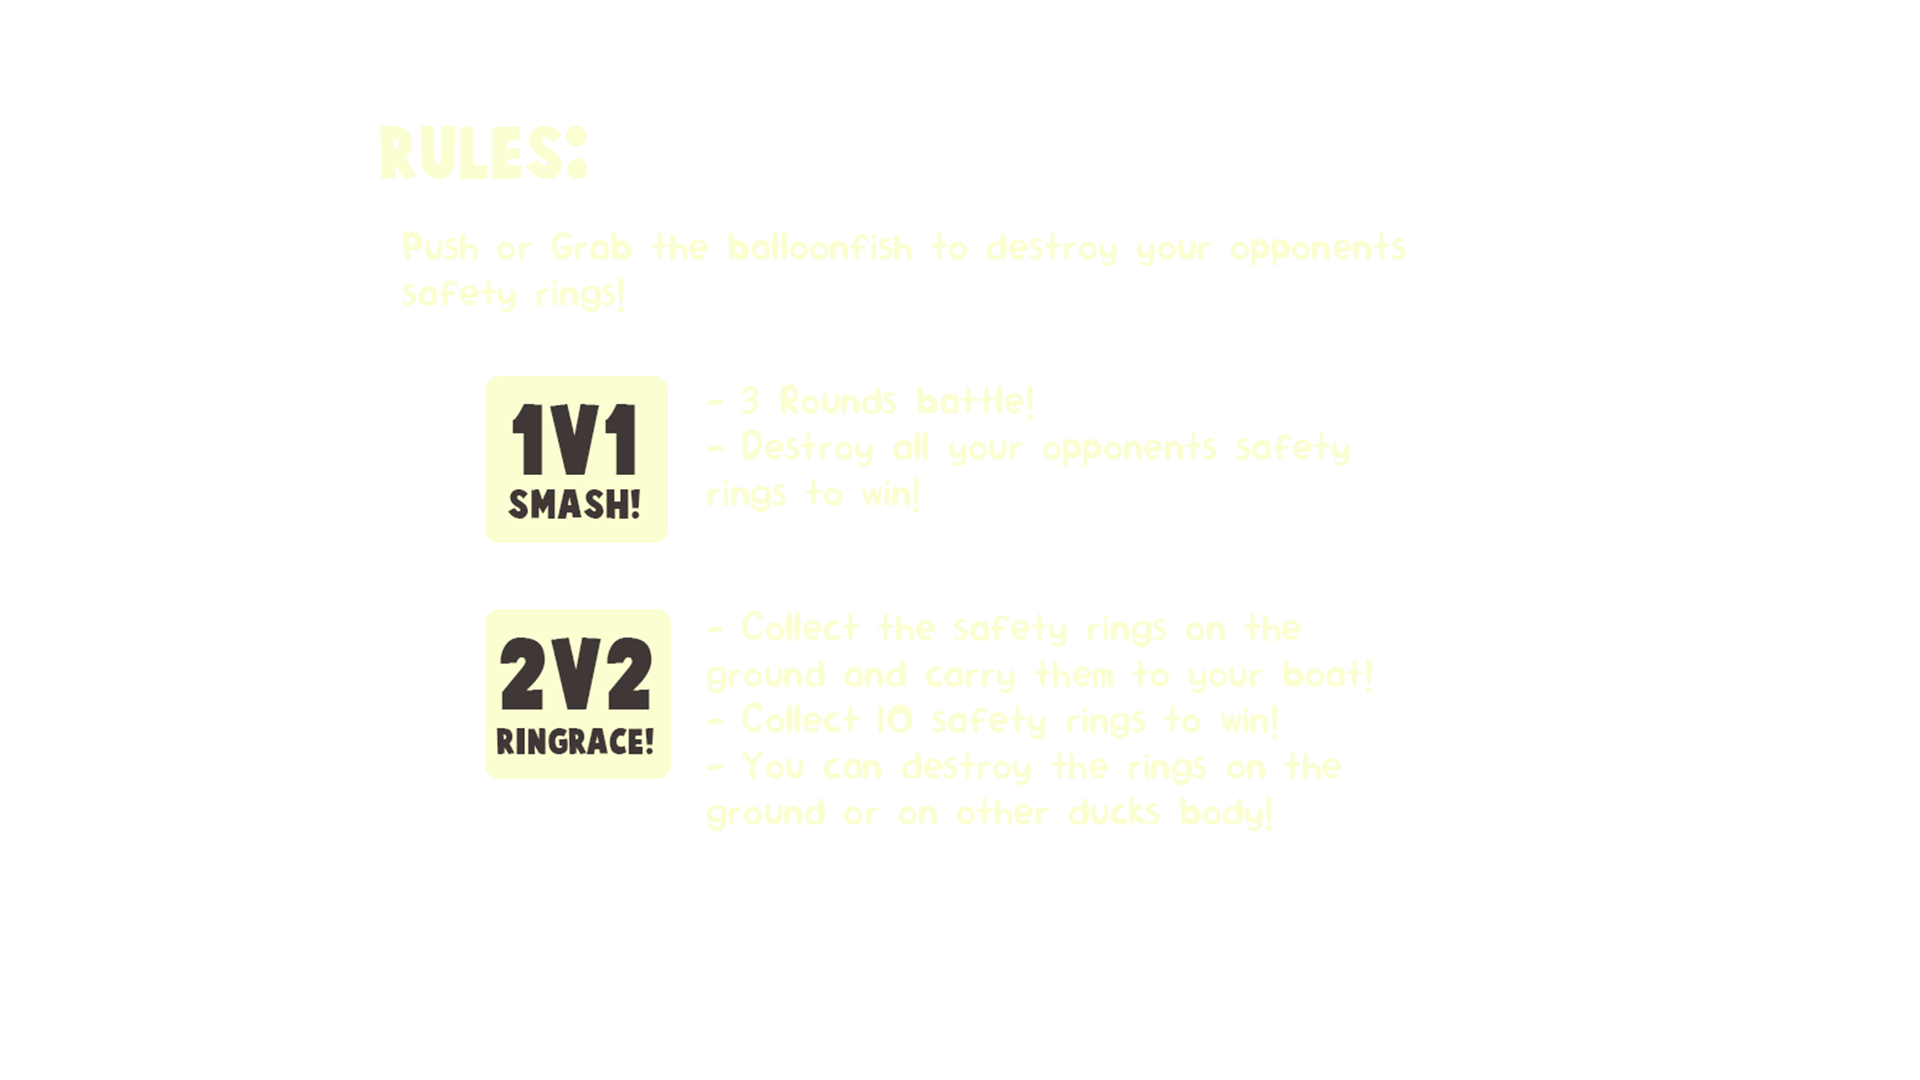 RULES:
Push or Grab the balloonfish to destroy your opponents
safety rings!
1V1
SMASH!
- 3 Rounds battle!
- Destroy all your opponents safety
rings to win!
2V2
RINGRACE!
- Collect the safety rings on the
ground and carry them to your boat!
- Collect 10 safety rings to win!
- You can destroy the rings on the
ground or on other ducks body!